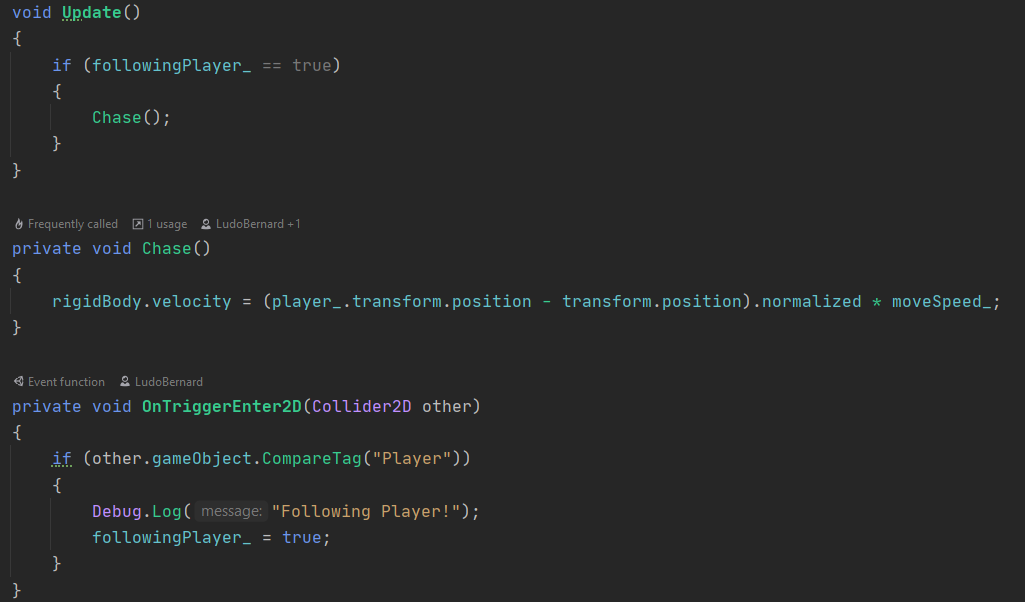 void Update()
{
    if (followingPlayer_ == true)
    {
        Chase();
    }
}
Frequently called 1 usage LudoBernard +1
private void Chase()
{
    rigidBody.velocity = (player_.transform.position - transform.position).normalized * moveSpeed_;
}
Event function LudoBernard
private void OnTriggerEnter2D(Collider2D other)
{
    if (other.gameObject.CompareTag("Player"))
    {
        Debug.Log( message: "Following Player!");
        followingPlayer_ = true;
    }
}